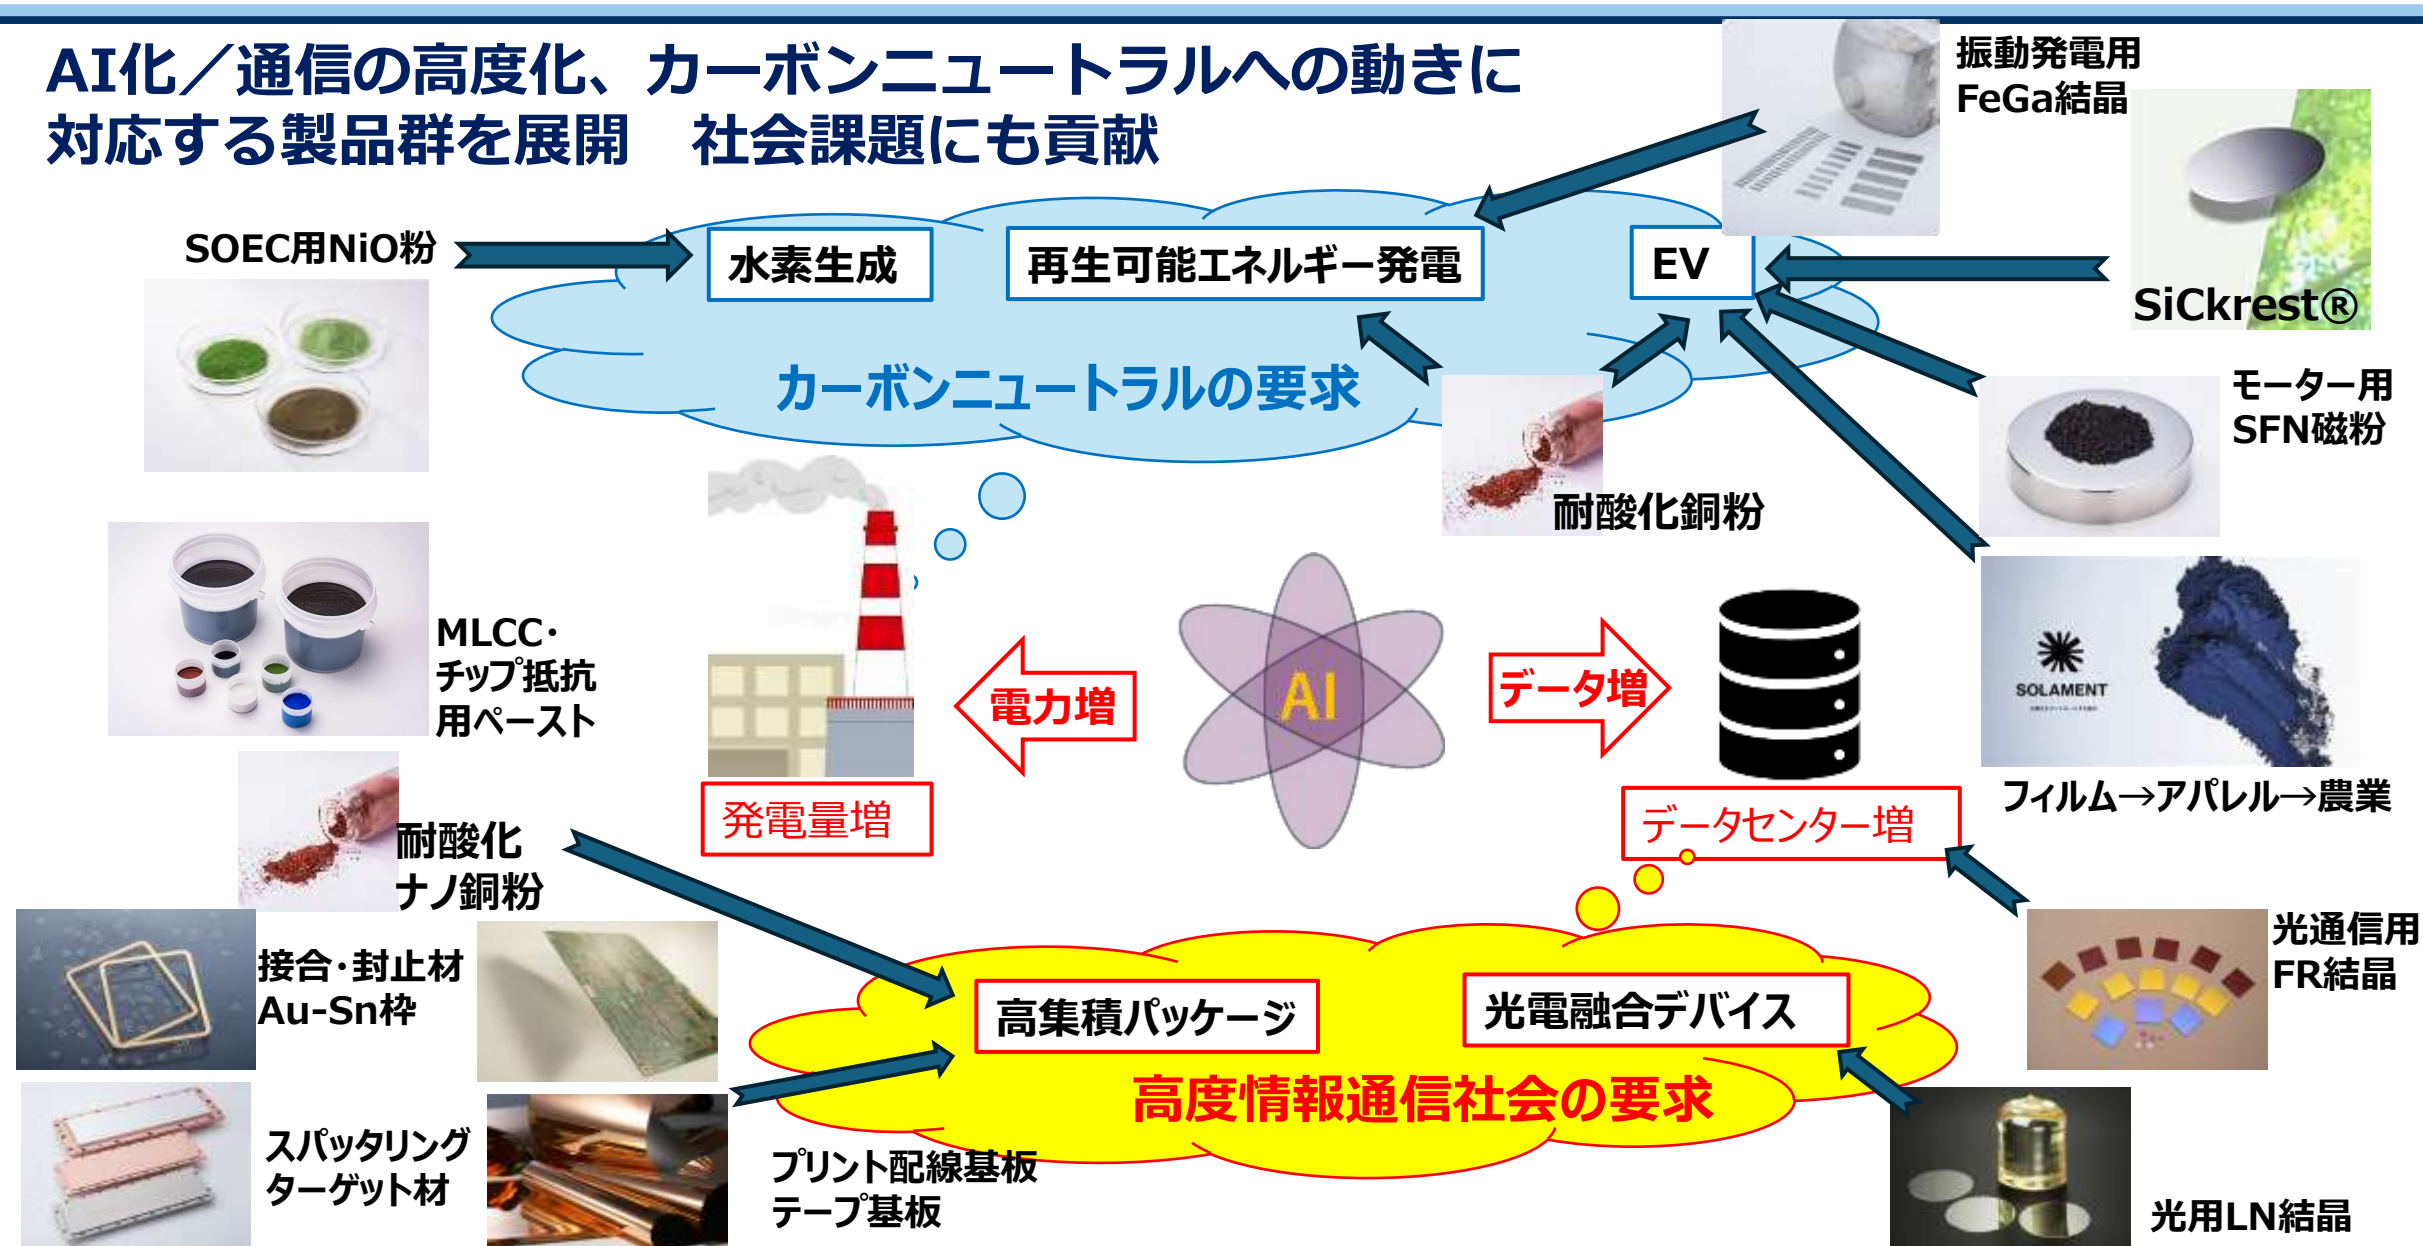 AI化／通信の高度化、カーボンニュートラルへの動きに
対応する製品群を展開　社会課題にも貢献
振動発電用
FeGa結晶
SOEC用NiO粉
水素生成
再生可能エネルギー発電
EV
SiCkrest®
カーボンニュートラルの要求
モーター用
SFN磁粉
耐酸化銅粉
MLCC・
チップ抵抗
用ペースト
電力増
AI
データ増
SOLAMENT
フィルム→アパレル→農業
発電量増
データセンター増
耐酸化
ナノ銅粉
接合・封止材
Au-Sn枠
高集積パッケージ
光電融合デバイス
光通信用
FR結晶
高度情報通信社会の要求
スパッタリング
ターゲット材
プリント配線基板
テープ基板
光用LN結晶